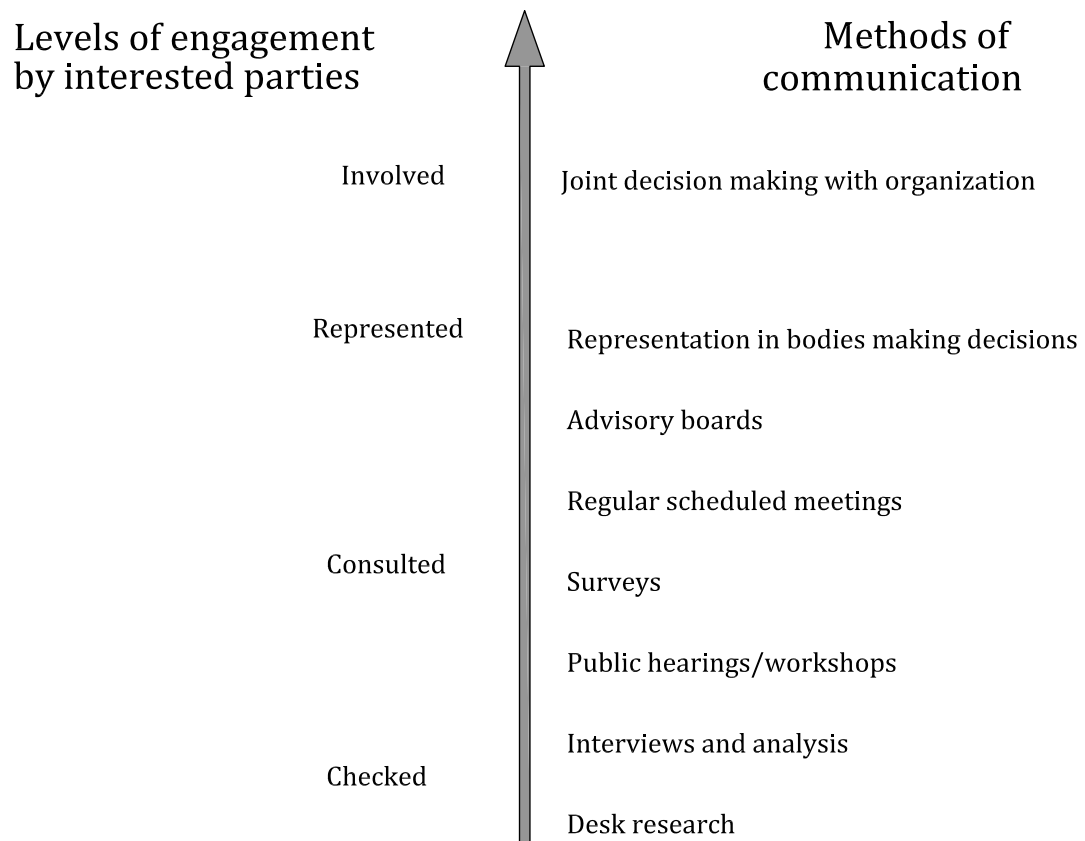 Levels of engagement
by interested parties
Methods of
communication
Involved
Joint decision making with organization
Represented
Representation in bodies making decisions
Advisory boards
Regular scheduled meetings
Consulted
Surveys
Public hearings/workshops
Interviews and analysis
Checked
Desk research